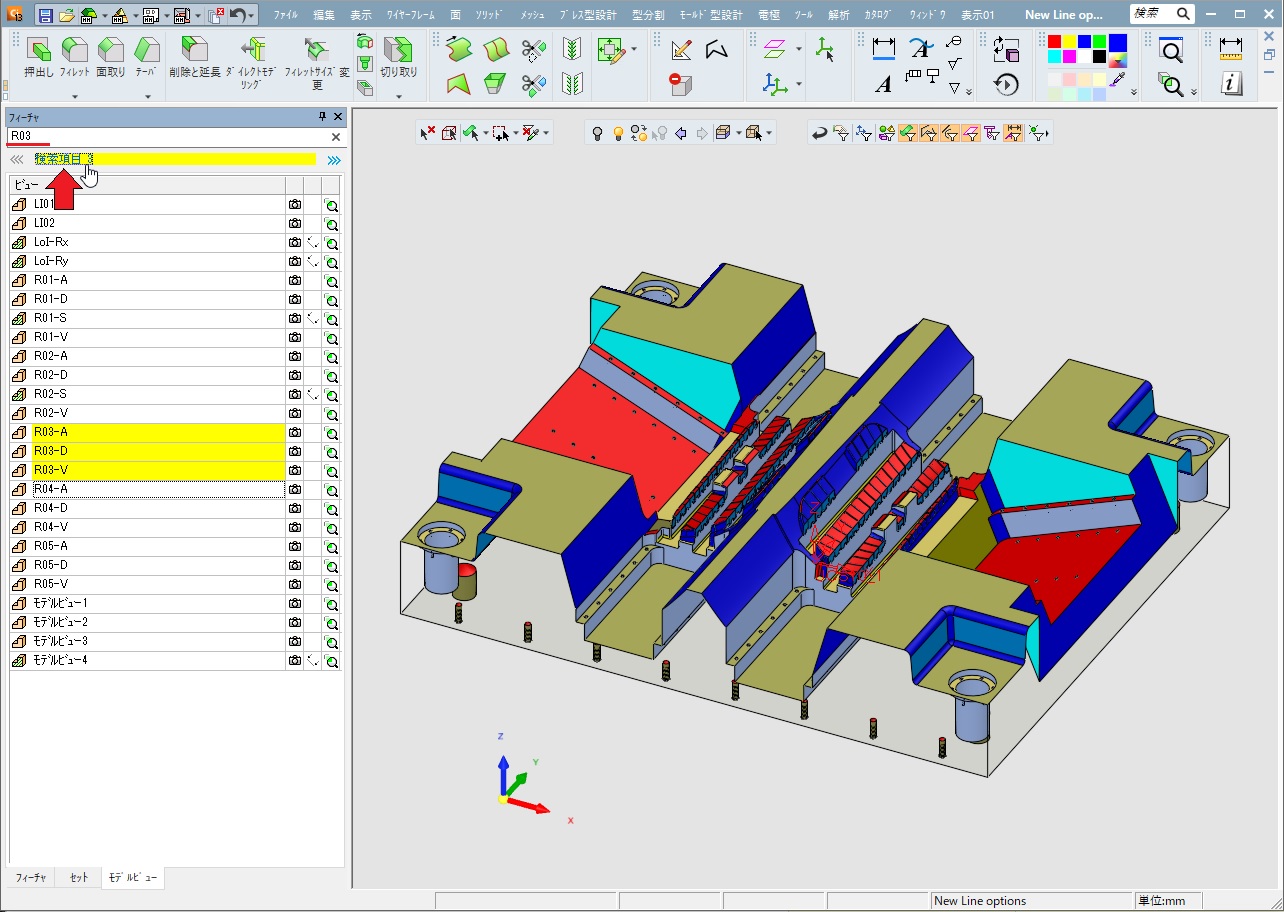 ファイル 編集 表示 ワイヤーフレーム 面 ソリッド メッシュ プレス型設計 型分割 モールド型設計 電極 ツール 解析 カタログ ウィンドウ 表示01 New Line op... 検索
押出し フィレット 面取り テーパ 削除と延長 ダイレクトモデリング フィレットサイズ変更 切り取り
フィーチャ
R03
検索項目 3
ビュー
LI01
LI02
LoI-Rx
LoI-Ry
R01-A
R01-D
R01-S
R01-V
R02-A
R02-D
R02-S
R02-V
R03-A
R03-D
R03-V
R04-A
R04-D
R04-V
R05-A
R05-D
R05-V
モデルビュー1
モデルビュー2
モデルビュー3
モデルビュー4
Z
Y
X
フィーチャ セット モデルビュー
New Line options 単位:mm